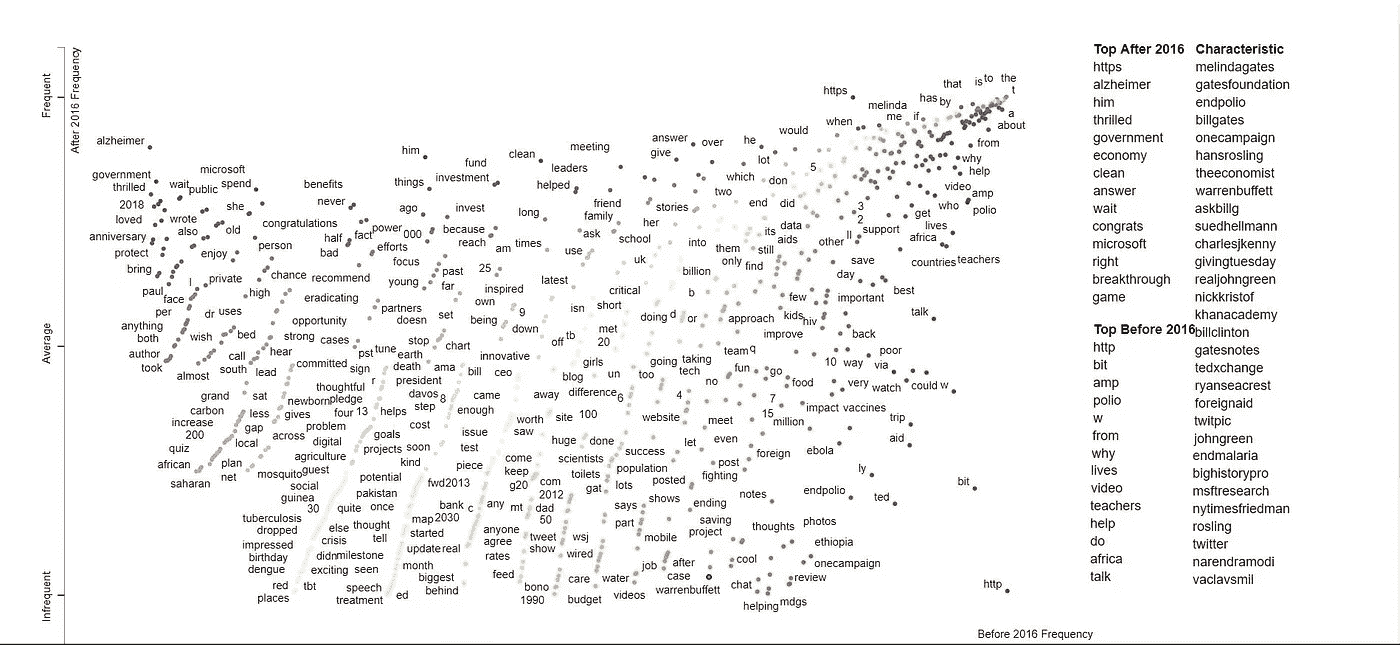 Frequent
After 2016 Frequency
Average
Infrequent
Before 2016 Frequency
that is to the
https
t
has by
melinda
a
me if
about
when
would
alzheimer
answer over he
from
him
clean meeting
give
lot
why
fund
5
help
government
microsoft
investment
leaders
which don
thrilled wait public spend
benefits
things
helped
two
video amp
2018
she
never
ago
invest
long
friend
stories
end did
3
who polio
loved
wrote
congratulations
family
2
get
anniversary
also
old
half fact power 000
because
ask
her
its data
ll support
lives
protect
enjoy
person
bad
efforts
reach am times
use
school
into
them
aids
still
other
africa
bring
l private
chance recommend
focus
past 25
uk
only find
save
countries teachers
paul
high
young
far
inspired
latest
billion
day
face
eradicating
own
critical
b
few
important
best
per
dr uses
opportunity
partners
set
9
isn short
doing d or
approach kids hiv
talk
anything
doesn
being
down
met
both
wish bed
strong cases
stop
chart
off tb
20
team q
improve
back
author
call
hear
pst tune earth
innovative
girls
going taking
fun go
10 way
poor
took
almost
south lead
committed
sign
death ama
bill ceo
blog un too
tech
no
food
via
r president
very watch could w
grand
sat
thoughtful
davos 8
came
away difference 6
4
7
carbon
less
newborn pledge
step
enough
15
impact vaccines
increase
gap
gives
four 13 helps
worth site 100
website
meet
million
trip
200
problem
cost
issue
saw
quiz
local
across digital
goals
test
huge done
let even
aid
african
plan
agriculture
projects soon
come
scientists
success
foreign
ebola
saharan
net
mosquito guest
kind
piece
keep
toilets
population
post
ly
social
potential
fwd2013
g20 com
gat lots
posted
fighting
bit
guinea
pakistan
2012
says
shows
ending
notes
endpolio
ted
30
quite once
bank c
any mt dad
tuberculosis
else thought
map 2030
50
part
saving
thoughts
photos
dropped
crisis
tell
started
anyone
tweet wsj
mobile
project
impressed
didn milestone
update real
agree
show
wired
ethiopia
birthday
exciting seen
month
rates
job after
cool
onecampaign
dengue
biggest
feed
care water
case
chat
review
http
red tbt
speech
behind
bono
warrenbuffett
places
treatment ed
1990 budget videos
helping mdgs
Top After 2016
https
alzheimer
him
thrilled
government
economy
clean
answer
wait
congrats
microsoft
right
breakthrough
game
Top Before 2016
http
bit
amp
polio
w
from
why
lives
video
teachers
help
do
africa
talk
Characteristic
melindagates
gatesfoundation
endpolio
billgates
onecampaign
hansrosling
theeconomist
warrenbuffett
askbillg
suedhellmann
charlesjkenny
givingtuesday
realjohngreen
nickkristof
khanacademy
billclinton
gatesnotes
tedxchange
ryanseacrest
foreignaid
twitpic
johngreen
endmalaria
bighistorypro
msftresearch
nytimesfriedman
rosling
twitter
narendramodi
vaclavsmil